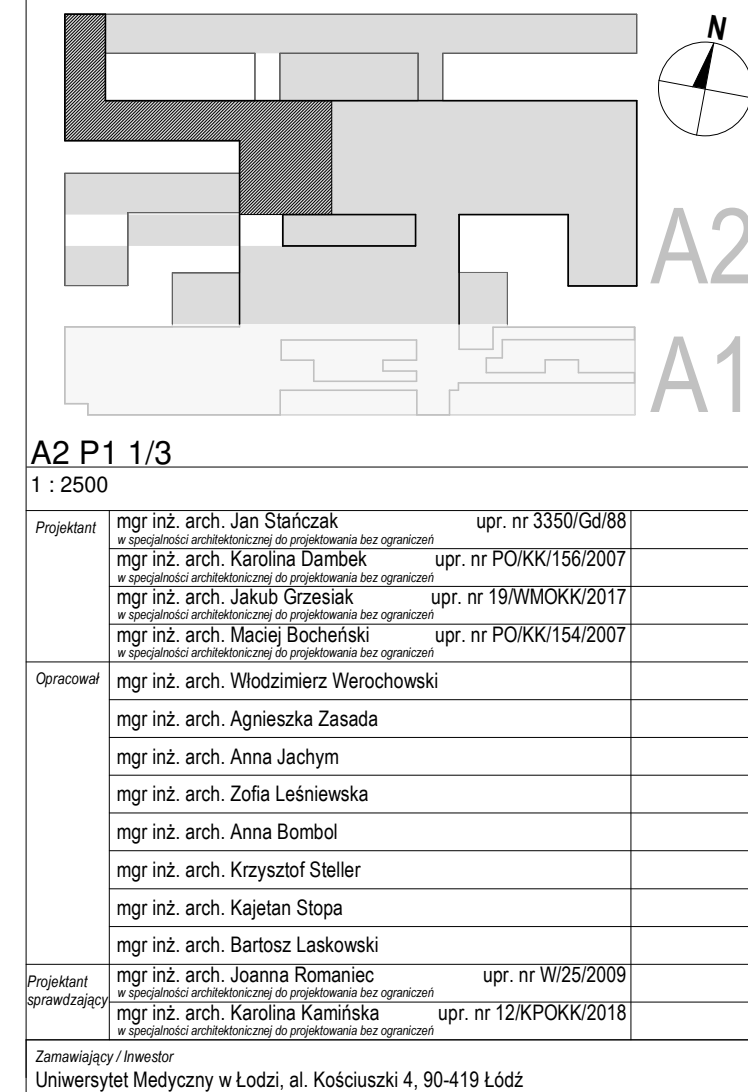 N
A2
A1
A2 P1 1/3
1 : 2500
Projektant
mgr inż. arch. Jan Stańczak upr. nr 3350/Gd/88
w specjalności architektonicznej do projektowania bez ograniczeń
mgr inż. arch. Karolina Dambek upr. nr PO/KK/156/2007
w specjalności architektonicznej do projektowania bez ograniczeń
mgr inż. arch. Jakub Grzesiak upr. nr 19/WMOKK/2017
w specjalności architektonicznej do projektowania bez ograniczeń
mgr inż. arch. Maciej Bocheński upr. nr PO/KK/154/2007
w specjalności architektonicznej do projektowania bez ograniczeń
Opracował
mgr inż. arch. Włodzimierz Werochowski
mgr inż. arch. Agnieszka Zasada
mgr inż. arch. Anna Jachym
mgr inż. arch. Zofia Leśniewska
mgr inż. arch. Anna Bombol
mgr inż. arch. Krzysztof Steller
mgr inż. arch. Kajetan Stopa
mgr inż. arch. Bartosz Laskowski
Projektant
sprawdzający
mgr inż. arch. Joanna Romaniec upr. nr W/25/2009
w specjalności architektonicznej do projektowania bez ograniczeń
mgr inż. arch. Karolina Kamińska upr. nr 12/KPOKK/2018
w specjalności architektonicznej do projektowania bez ograniczeń
Zamawiający / Inwestor
Uniwersytet Medyczny w Łodzi, al. Kościuszki 4, 90-419 Łódź